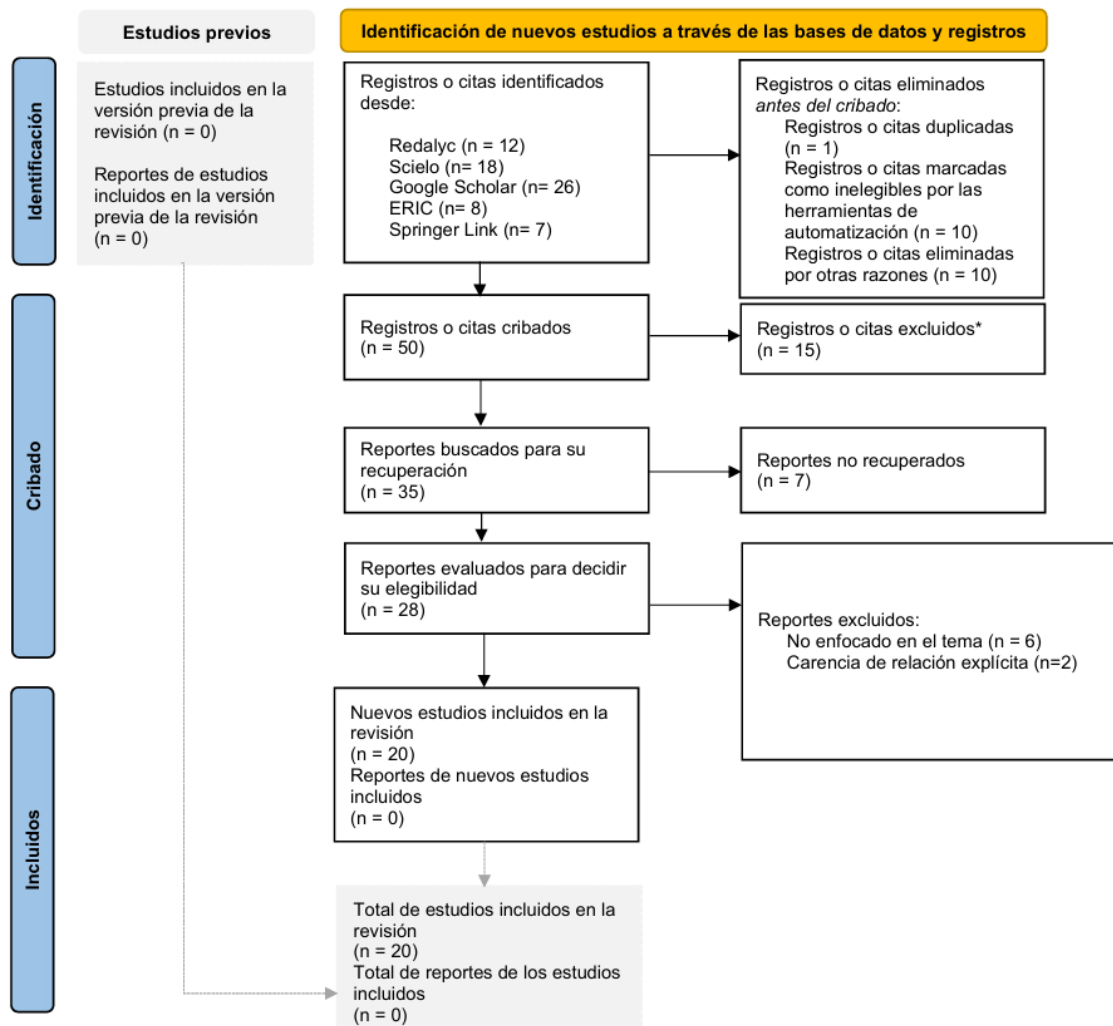 Estudios previos
Identificación de nuevos estudios a través de las bases de datos y registros
Identificación
Estudios incluidos en la
versión previa de la
revisión (n = 0)
Reportes de estudios
incluidos en la versión
previa de la revisión
(n = 0)
Registros o citas identificados
desde:
Redalyc (n = 12)
Scielo (n= 18)
Google Scholar (n= 26)
ERIC (n= 8)
Springer Link (n= 7)
Registros o citas eliminados
antes del cribado:
Registros o citas duplicadas
(n = 1)
Registros o citas marcadas
como inelegibles por las
herramientas de
automatización (n = 10)
Registros o citas eliminadas
por otras razones (n = 10)
Cribado
Registros o citas cribados
(n = 50)
Registros o citas excluidos*
(n = 15)
Reportes buscados para su
recuperación
(n = 35)
Reportes no recuperados
(n = 7)
Reportes evaluados para decidir
su elegibilidad
(n = 28)
Reportes excluidos:
No enfocado en el tema (n = 6)
Carencia de relación explícita (n=2)
Incluidos
Nuevos estudios incluidos en la
revisión
(n = 20)
Reportes de nuevos estudios
incluidos
(n = 0)
Total de estudios incluidos en la
revisión
(n = 20)
Total de reportes de los estudios
incluidos
(n = 0)